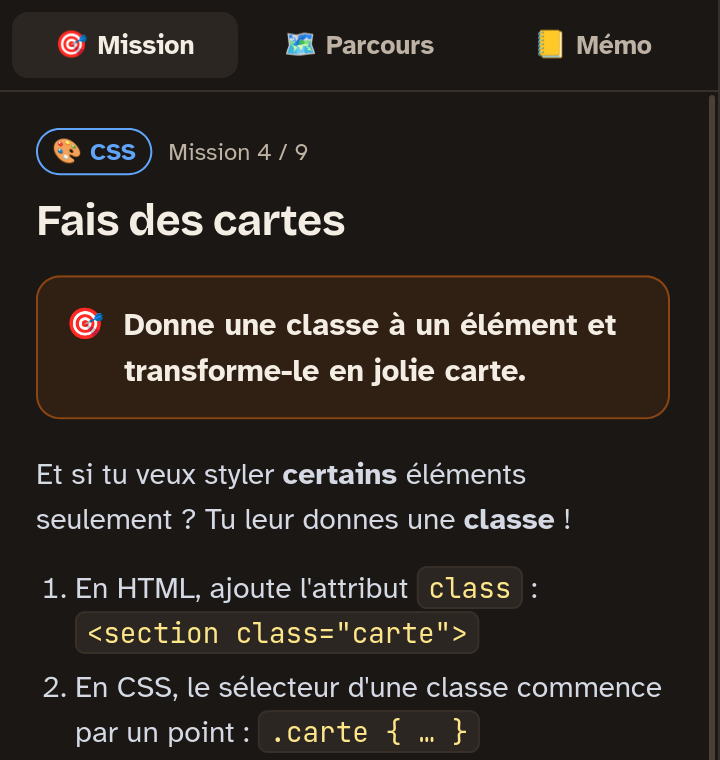 🎯 Mission 🗺️ Parcours 📒 Mémo
🎨 CSS Mission 4 / 9
Fais des cartes
🎯 Donne une classe à un élément et
transforme-le en jolie carte.
Et si tu veux styler certains éléments
seulement ? Tu leur donnes une classe !
1. En HTML, ajoute l'attribut class :
<section class="carte">
2. En CSS, le sélecteur d'une classe commence
par un point : .carte { … }